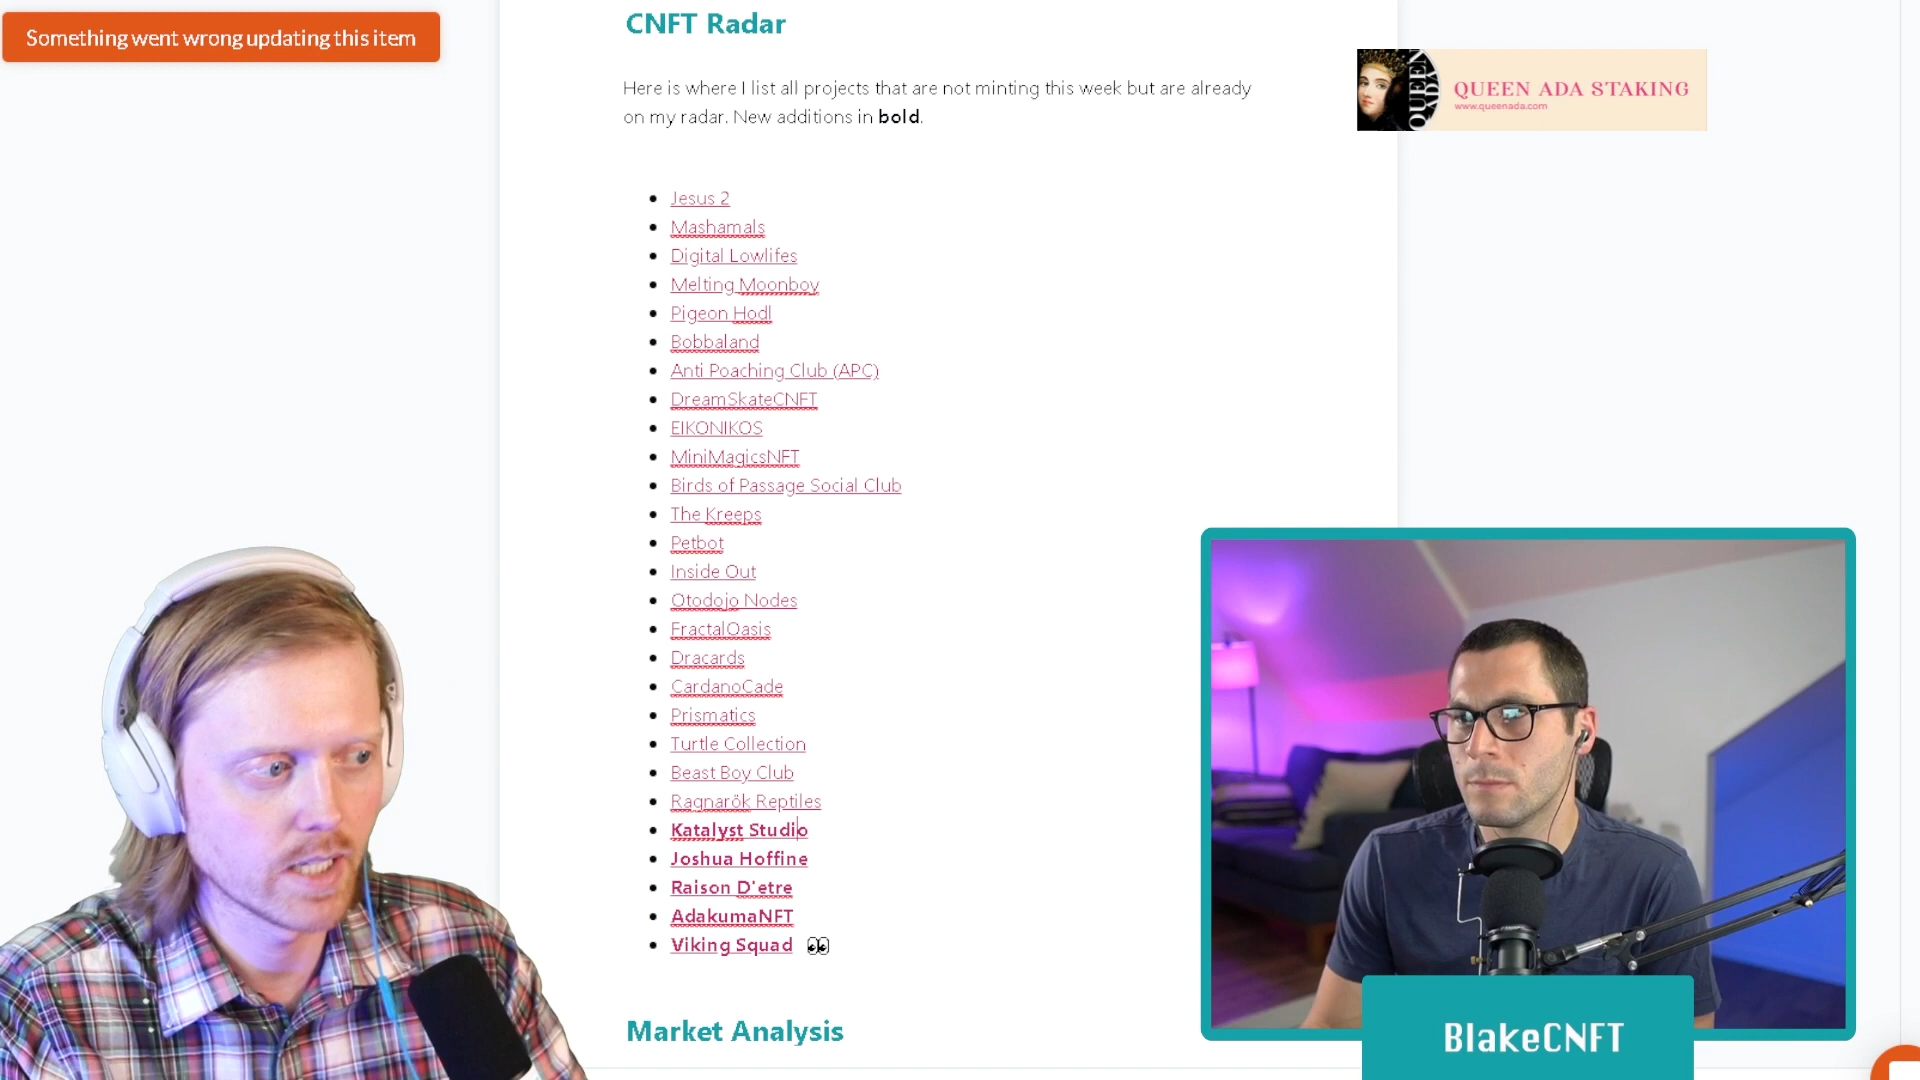 Something went wrong updating this item
CNFT Radar
Here is where I list all projects that are not minting this week but are already
on my radar. New additions in bold.
QUEEN ADA
QUEEN ADA STAKING
www.queenada.com
Jesus 2
Mashamals
Digital Lowlifes
Melting Moonboy
Pigeon Hodl
Bobbaland
Anti Poaching Club (APC)
DreamSkateCNFT
EIKONIKOS
MiniMagicsNFT
Birds of Passage Social Club
The Kreeps
Petbot
Inside Out
Otodojo Nodes
FractalOasis
Dracards
CardanoCade
Prismatics
Turtle Collection
Beast Boy Club
Ragnarök Reptiles
Katalyst Studio
Joshua Hoffine
Raison D'etre
AdakumaNFT
Viking Squad 👀
Market Analysis
BlakeCNFT